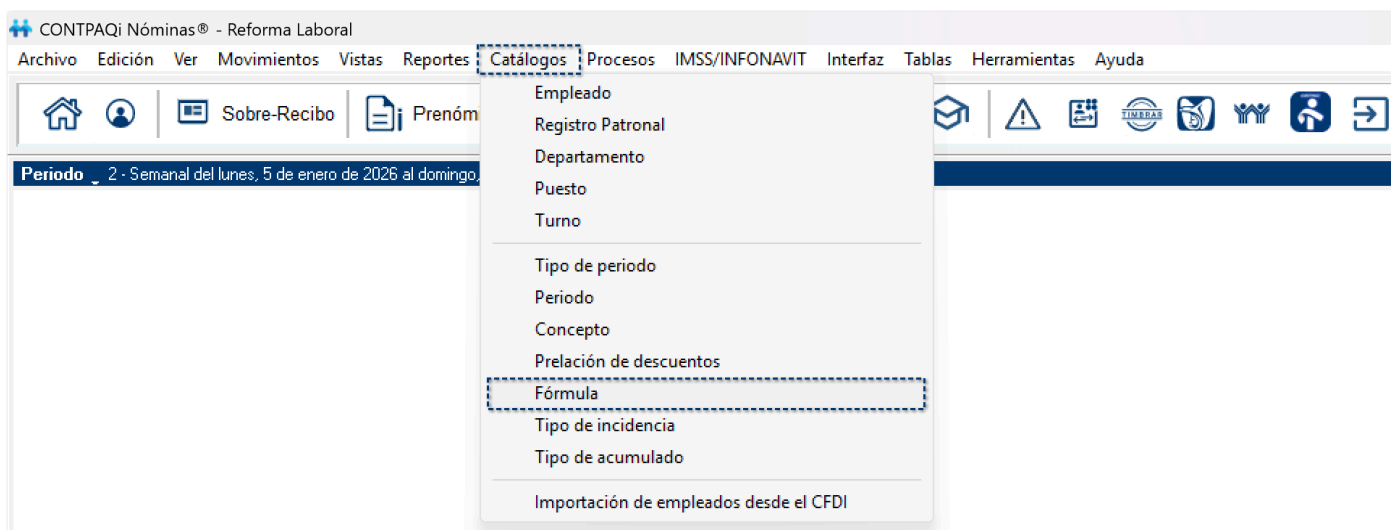 CONTPAQi Nóminas® - Reforma Laboral
Archivo Edición Ver Movimientos Vistas Reportes Catálogos Procesos IMSS/INFONAVIT Interfaz Tablas Herramientas Ayuda
Sobre-Recibo Prenóm TIMBRAR
Periodo 2 - Semanal del lunes, 5 de enero de 2026 al domingo,
Empleado
Registro Patronal
Departamento
Puesto
Turno
Tipo de periodo
Periodo
Concepto
Prelación de descuentos
Fórmula
Tipo de incidencia
Tipo de acumulado
Importación de empleados desde el CFDI